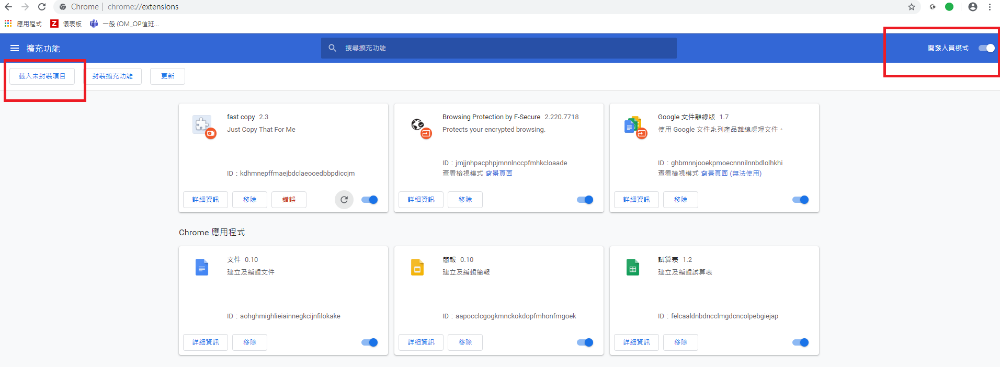 Chrome | chrome://extensions
應用程式 Z 儀表板 一般 (OM_OP值班...
擴充功能 搜尋擴充功能 開發人員模式
載入未封裝項目 封裝擴充功能 更新
fast copy 2.3
Just Copy That For Me
ID：kdhmnepffmaejbdclaeooedbbpdiccjm
詳細資訊 移除 錯誤
Browsing Protection by F-Secure 2.220.7718
Protects your encrypted browsing.
ID：jmjjnhpacphpjmnnlnccpfmhkcloaade
查看檢視模式 背景頁面
詳細資訊 移除
Google 文件離線版 1.7
使用 Google 文件系列產品離線處理文件。
ID：ghbmnnjooekpmoecnnnilnnbdlolhkhi
查看檢視模式 背景頁面 (無法使用)
詳細資訊 移除
Chrome 應用程式
文件 0.10
建立及編輯文件
ID：aohghmighlieiainnegkcijnfilokake
詳細資訊 移除
簡報 0.10
建立及編輯簡報
ID：aapocclcgogkmnckokdopfmhonfmgoek
詳細資訊 移除
試算表 1.2
建立及編輯試算表
ID：felcaaldnbdncclmgdcncolpebgiejap
詳細資訊 移除